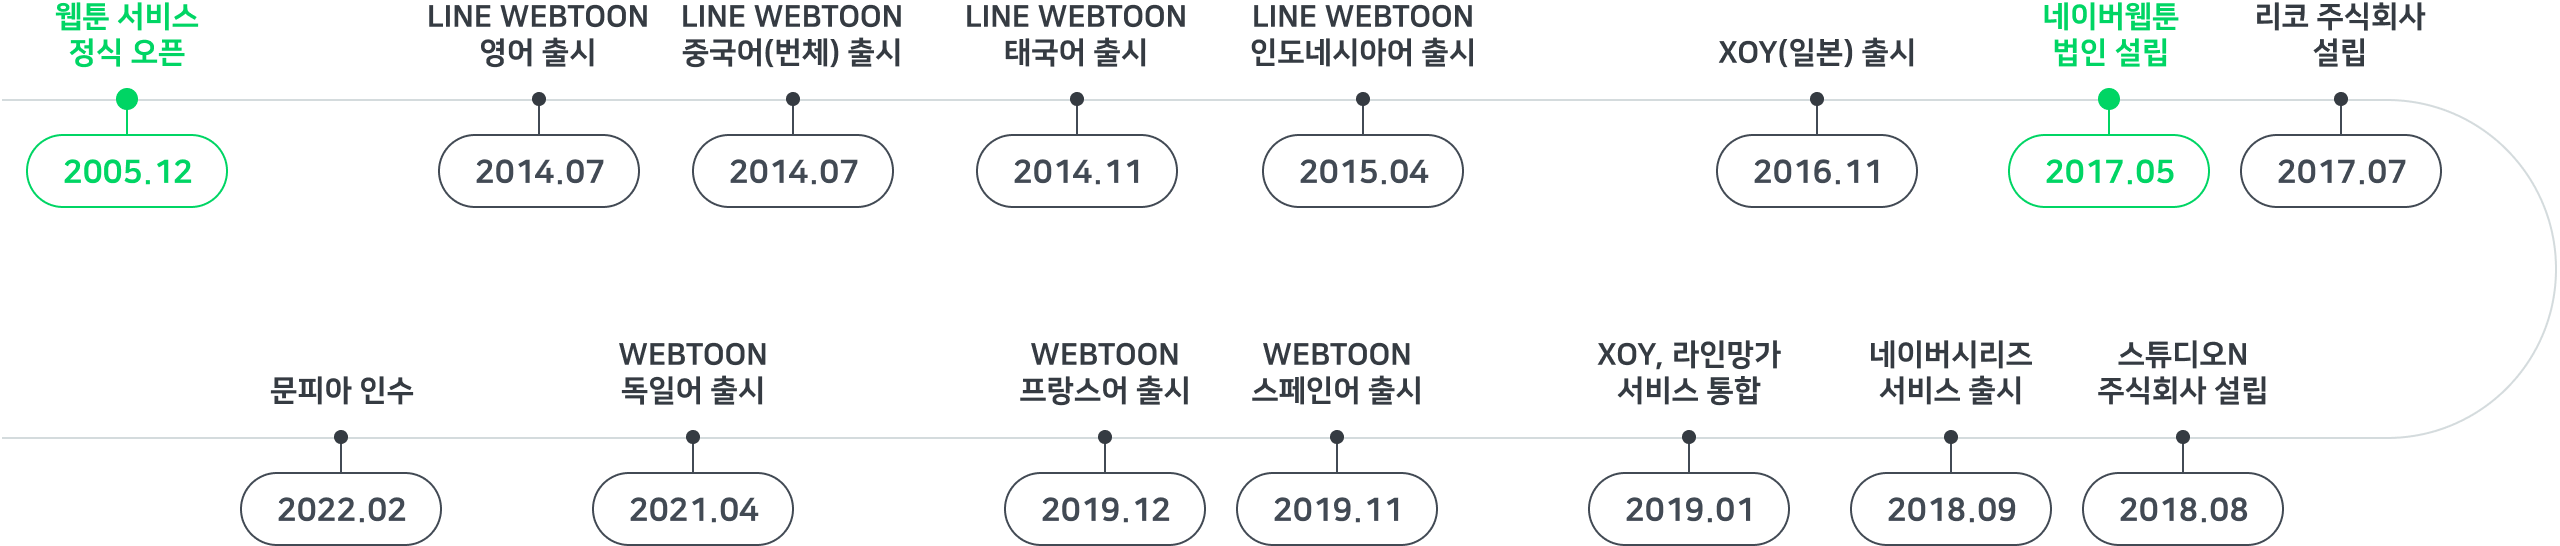 웹툰 서비스
정식 오픈
2005.12
LINE WEBTOON
영어 출시
2014.07
LINE WEBTOON
중국어(번체) 출시
2014.07
LINE WEBTOON
태국어 출시
2014.11
LINE WEBTOON
인도네시아어 출시
2015.04
XOY(일본) 출시
2016.11
네이버웹툰
법인 설립
2017.05
리코 주식회사
설립
2017.07
스튜디오N
주식회사 설립
2018.08
네이버시리즈
서비스 출시
2018.09
XOY, 라인망가
서비스 통합
2019.01
WEBTOON
스페인어 출시
2019.11
WEBTOON
프랑스어 출시
2019.12
WEBTOON
독일어 출시
2021.04
문피아 인수
2022.02